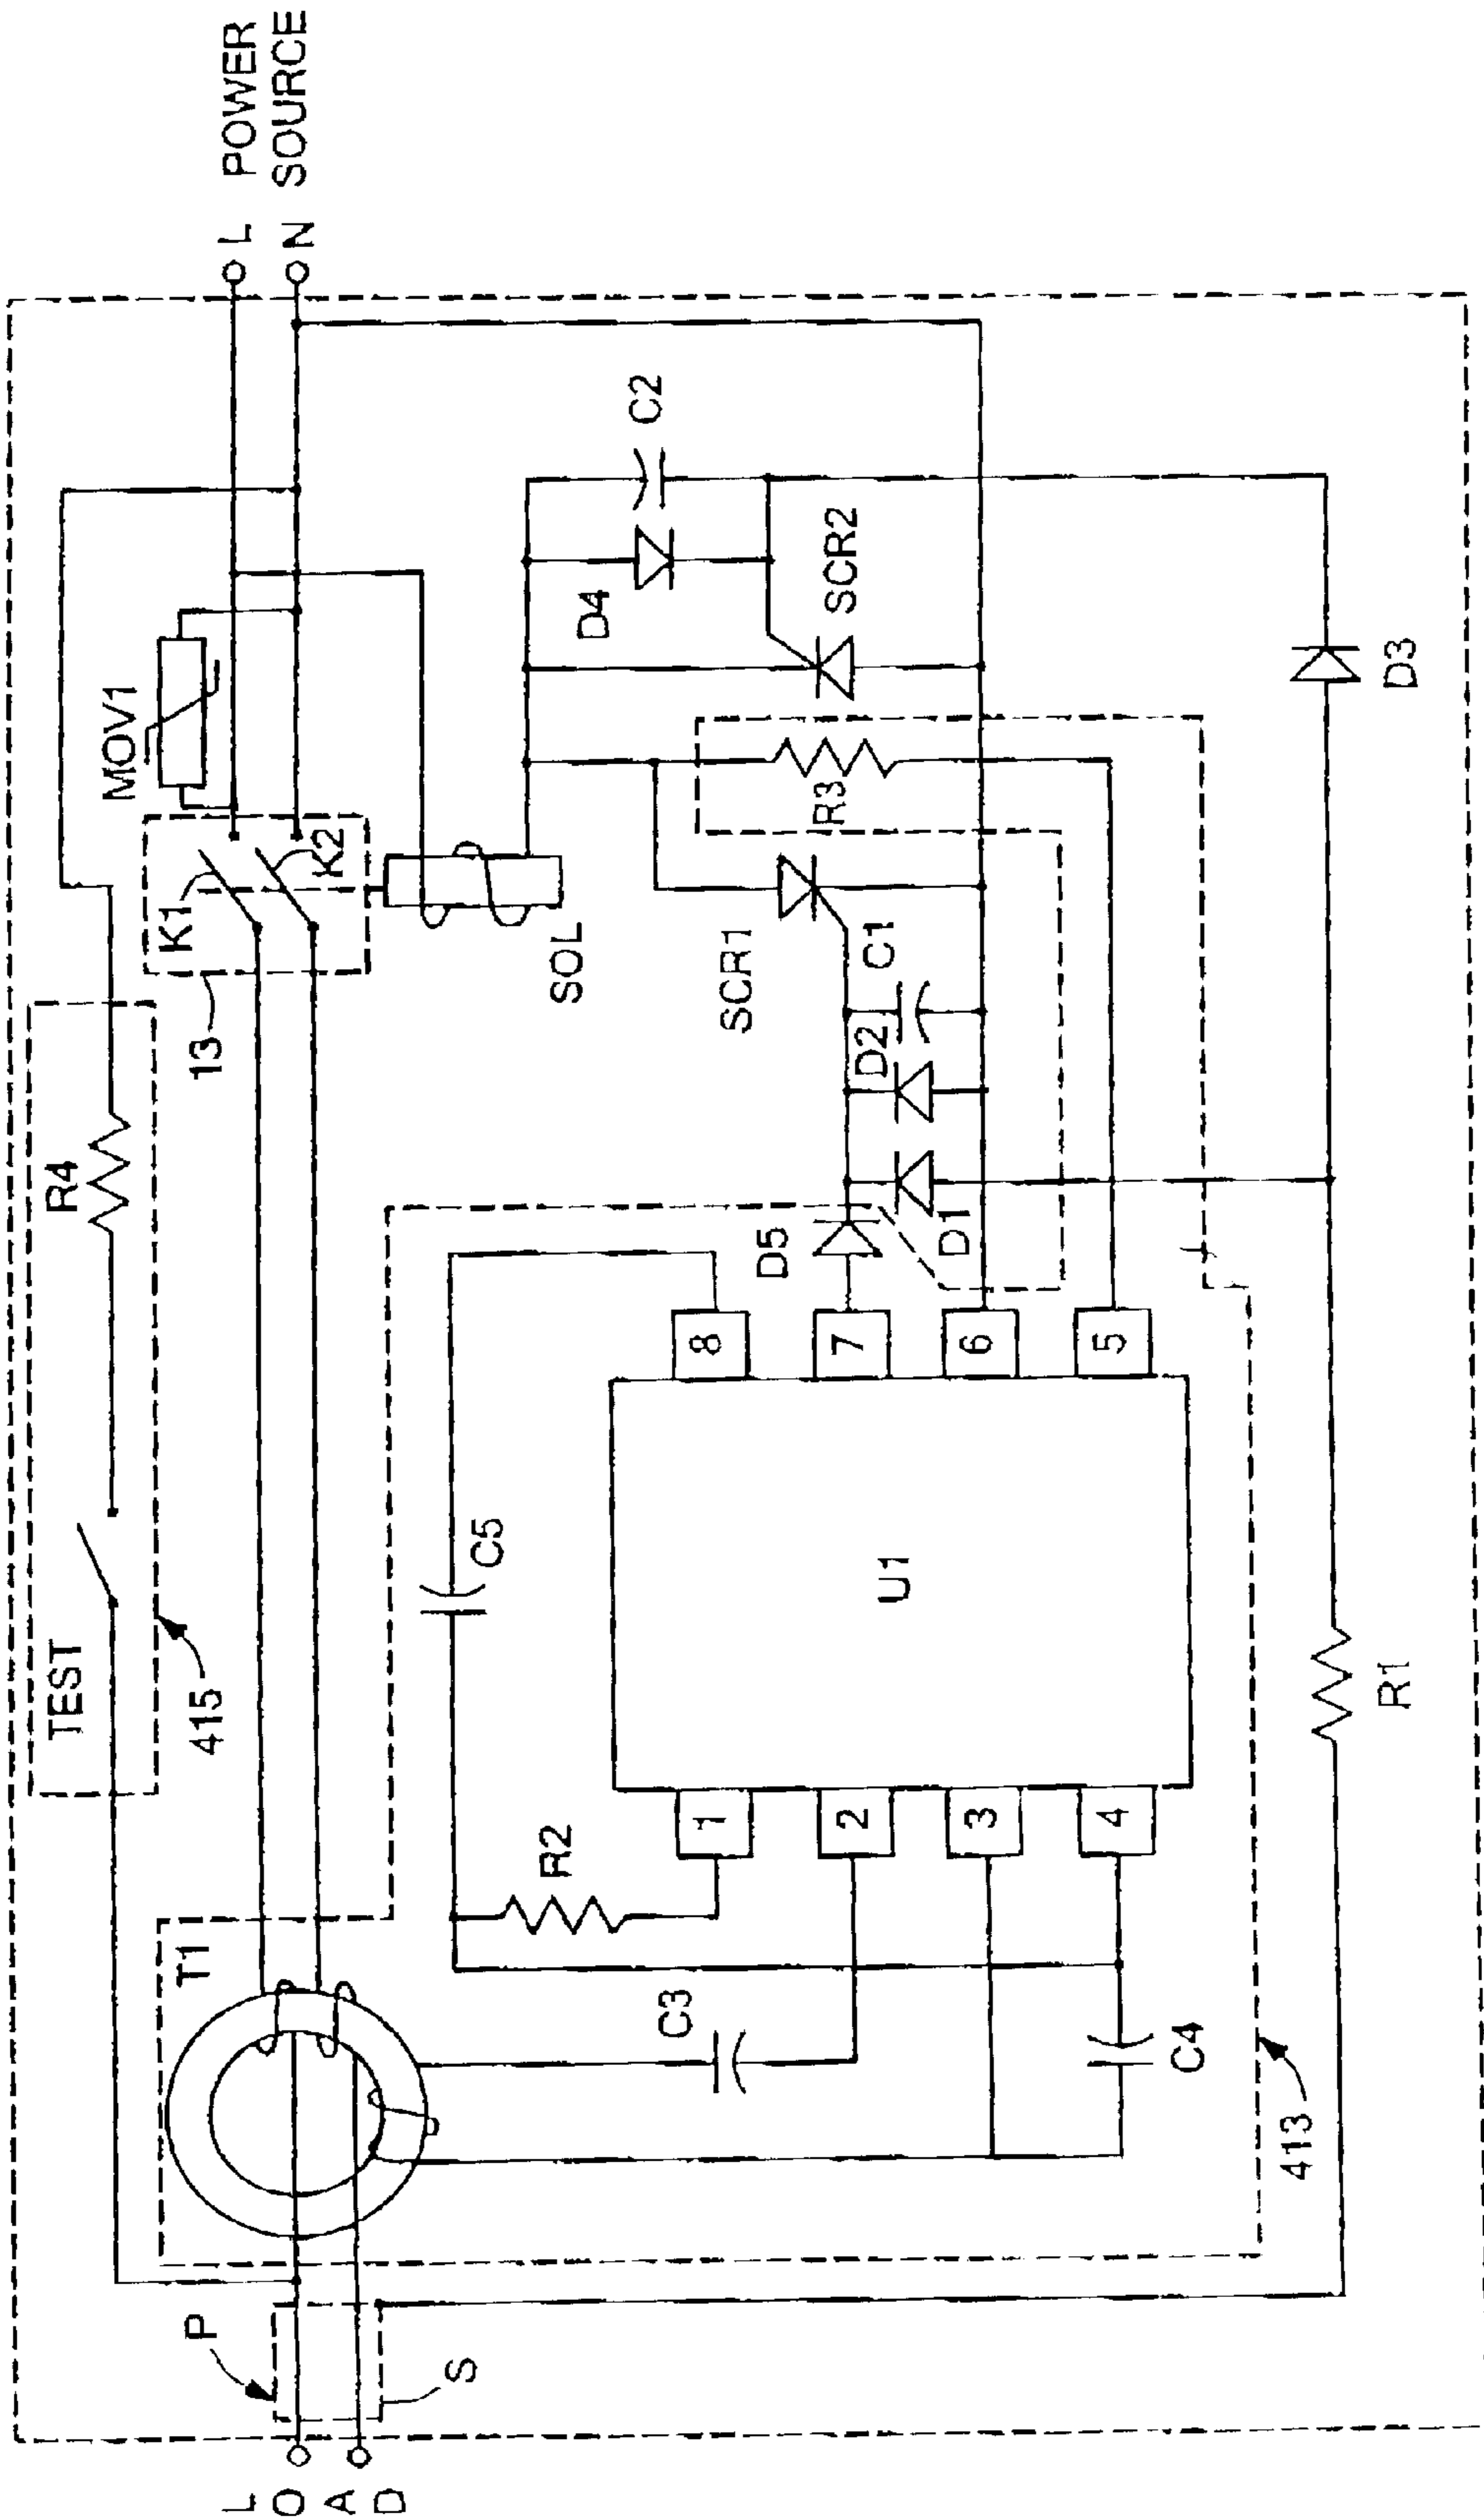 L POWER
N SOURCE
MOV1
K1
K2
13
R4
TEST
415
SOL
C2
D4
SCR2
D3
R3
SCR1
C1
D2
D1
D5
8
7
6
5
U1
C5
R2
1
2
3
4
T1
C3
C4
413
R1
P
S
LOAD